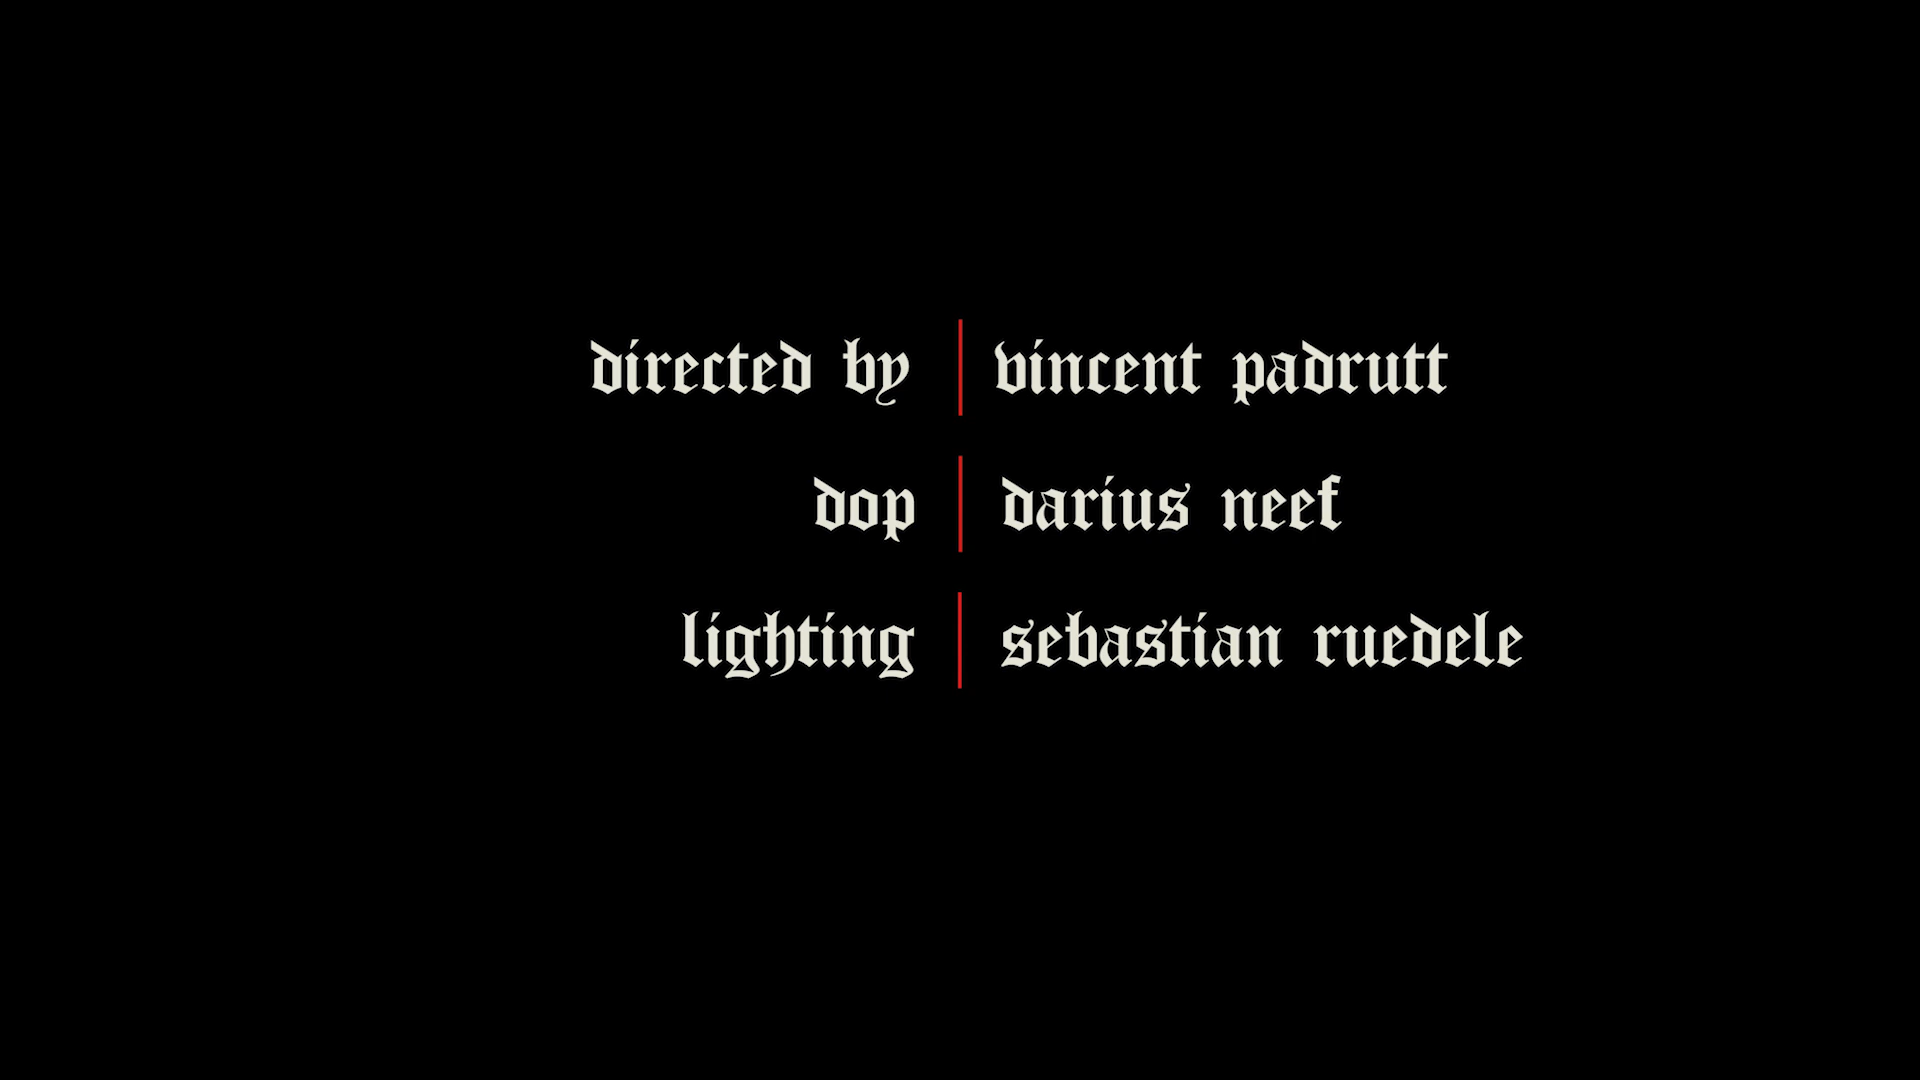 directed by | vincent padrutt
dop | darius neef
lighting | sebastian ruedele